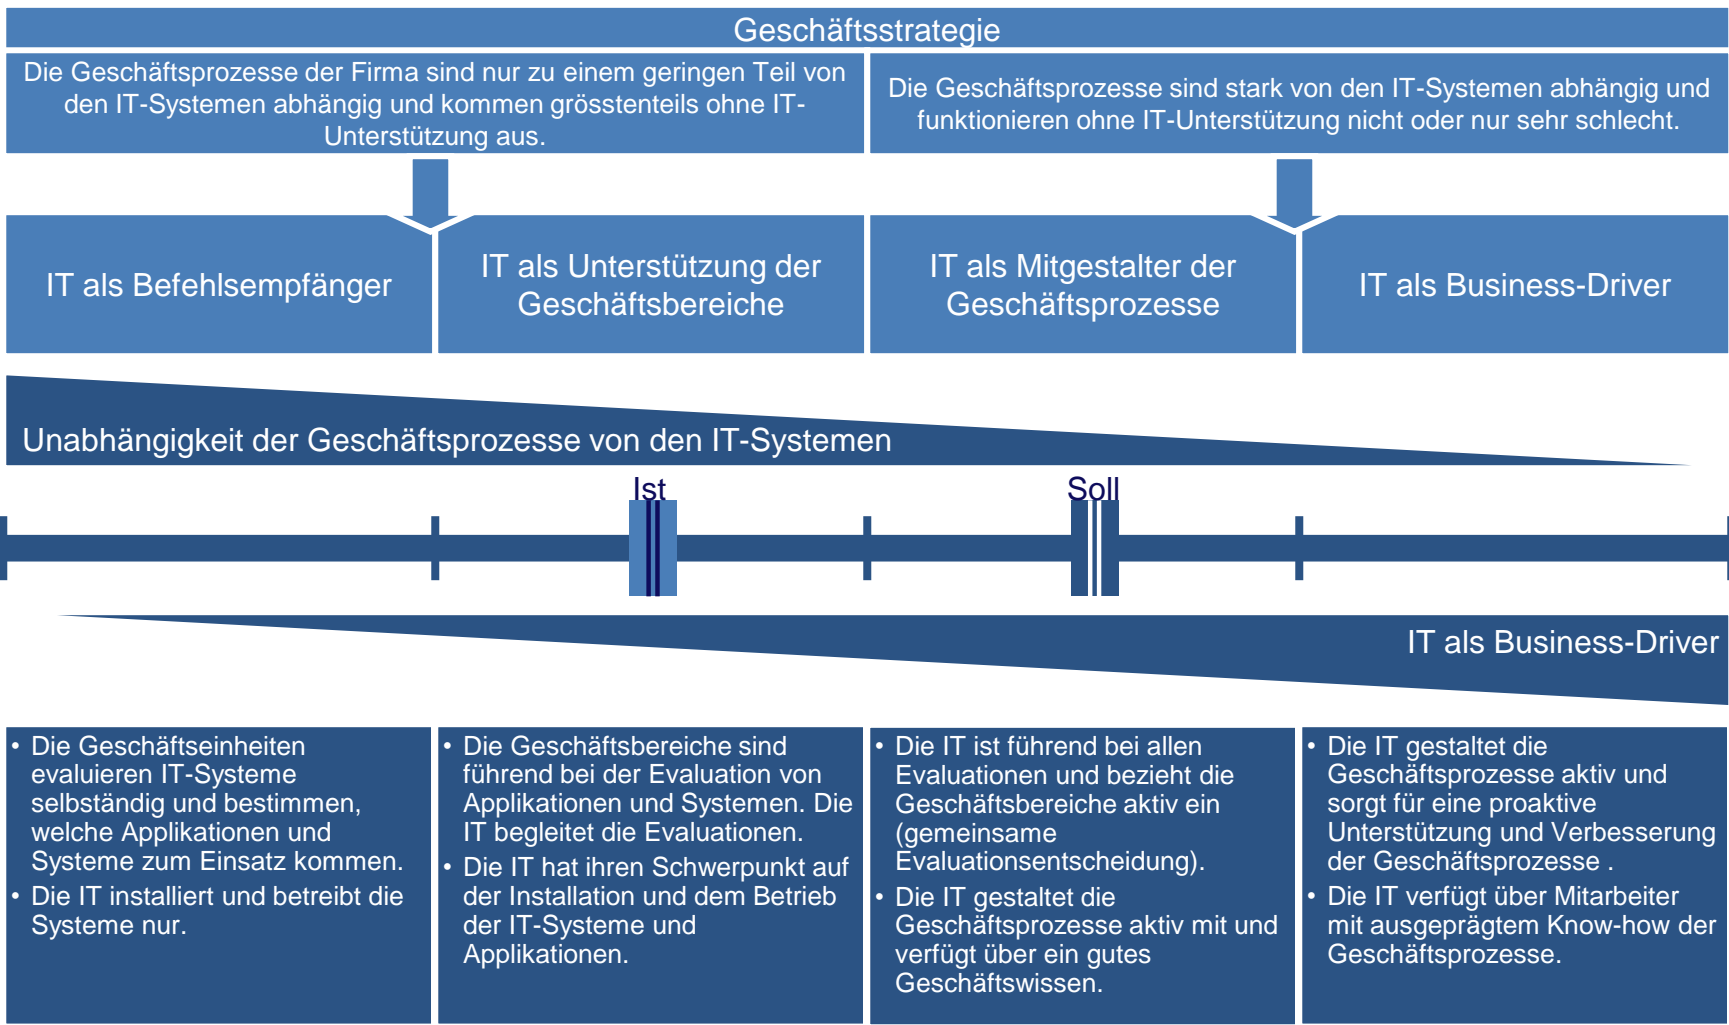 Geschäftsstrategie
Die Geschäftsprozesse der Firma sind nur zu einem geringen Teil von
den IT-Systemen abhängig und kommen grösstenteils ohne IT-
Unterstützung aus.
Die Geschäftsprozesse sind stark von den IT-Systemen abhängig und
funktionieren ohne IT-Unterstützung nicht oder nur sehr schlecht.
IT als Befehlsempfänger
IT als Unterstützung der
Geschäftsbereiche
IT als Mitgestalter der
Geschäftsprozesse
IT als Business-Driver
Unabhängigkeit der Geschäftsprozesse von den IT-Systemen
Ist
Soll
IT als Business-Driver
• Die Geschäftseinheiten
evaluieren IT-Systeme
selbständig und bestimmen,
welche Applikationen und
Systeme zum Einsatz kommen.
• Die IT installiert und betreibt die
Systeme nur.
• Die Geschäftsbereiche sind
führend bei der Evaluation von
Applikationen und Systemen. Die
IT begleitet die Evaluationen.
• Die IT hat ihren Schwerpunkt auf
der Installation und dem Betrieb
der IT-Systeme und
Applikationen.
• Die IT ist führend bei allen
Evaluationen und bezieht die
Geschäftsbereiche aktiv ein
(gemeinsame
Evaluationsentscheidung).
• Die IT gestaltet die
Geschäftsprozesse aktiv mit und
verfügt über ein gutes
Geschäftswissen.
• Die IT gestaltet die
Geschäftsprozesse aktiv und
sorgt für eine proaktive
Unterstützung und Verbesserung
der Geschäftsprozesse .
• Die IT verfügt über Mitarbeiter
mit ausgeprägtem Know-how der
Geschäftsprozesse.